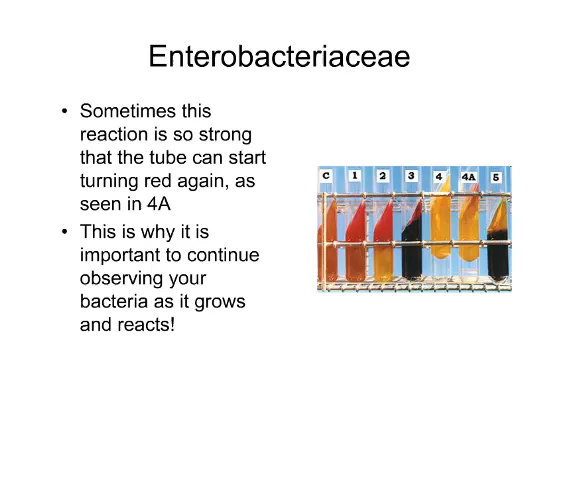 Enterobacteriaceae
• Sometimes this
reaction is so strong
that the tube can start
turning red again, as
seen in 4A
• This is why it is
important to continue
observing your
bacteria as it grows
and reacts!
C 1 2 3 4 4A 5